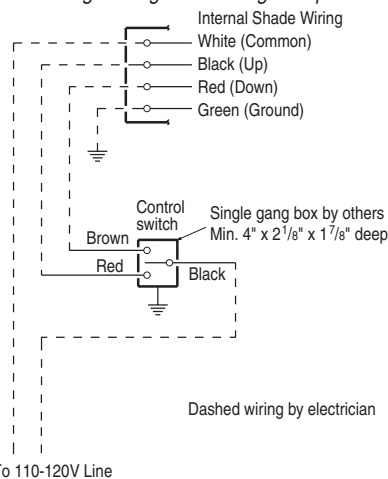 Internal Shade Wiring
White (Common)
Black (Up)
Red (Down)
Green (Ground)
Control
switch
Single gang box by others
Min. 4" x 2 1/8" x 1 7/8" deep
Brown
Red
Black
Dashed wiring by electrician
To 110-120V Line